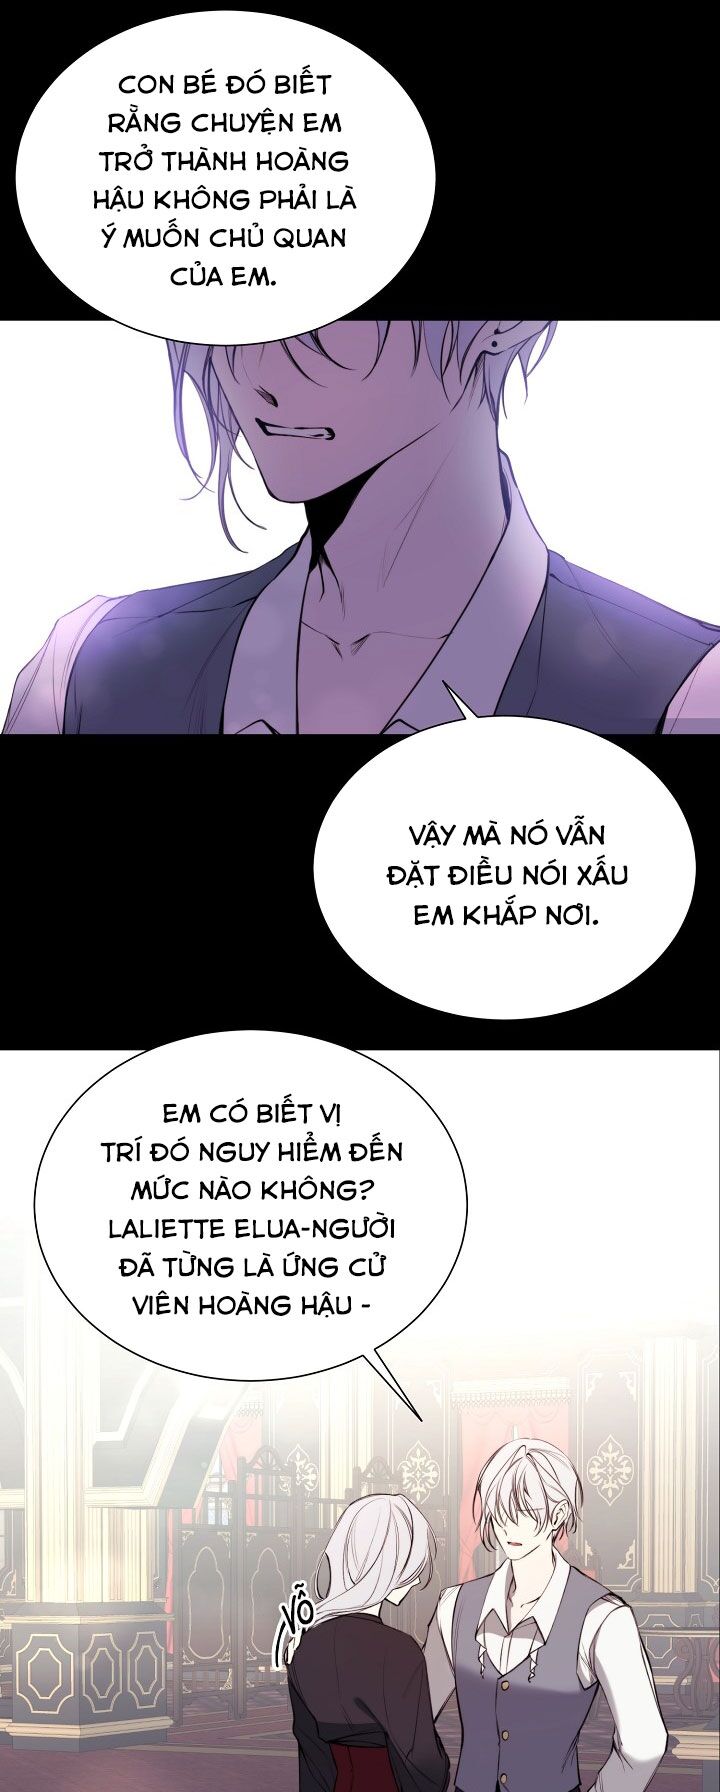 CON BÉ ĐÓ BIẾT
RẰNG CHUYỆN EM
TRỞ THÀNH HOÀNG
HẬU KHÔNG PHẢI LÀ
Ý MUỐN CHỦ QUAN
CỦA EM.
VẬY MÀ NÓ VẪN
ĐẶT ĐIỀU NÓI XẤU
EM KHẮP NƠI.
EM CÓ BIẾT VỊ
TRÍ ĐÓ NGUY HIỂM ĐẾN
MỨC NÀO KHÔNG?
LALIETTE ELUA-NGƯỜI
ĐÃ TỪNG LÀ ỨNG CỬ
VIÊN HOÀNG HẬU -
VỖ